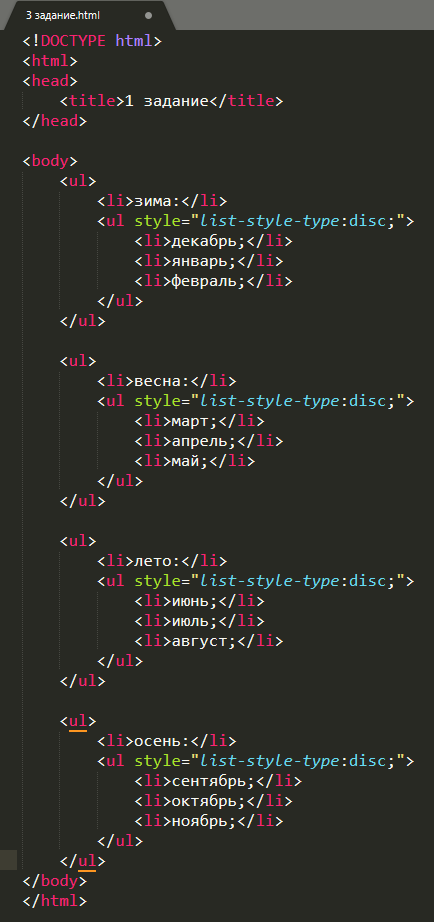 3 задание.html
<!DOCTYPE html>
<html>
<head>
    <title>1 задание</title>
</head>

<body>
    <ul>
        <li>зима:</li>
        <ul style="list-style-type:disc;">
            <li>декабрь;</li>
            <li>январь;</li>
            <li>февраль;</li>
        </ul>
    </ul>

    <ul>
        <li>весна:</li>
        <ul style="list-style-type:disc;">
            <li>март;</li>
            <li>апрель;</li>
            <li>май;</li>
        </ul>
    </ul>

    <ul>
        <li>лето:</li>
        <ul style="list-style-type:disc;">
            <li>июнь;</li>
            <li>июль;</li>
            <li>август;</li>
        </ul>
    </ul>

    <ul>
        <li>осень:</li>
        <ul style="list-style-type:disc;">
            <li>сентябрь;</li>
            <li>октябрь;</li>
            <li>ноябрь;</li>
        </ul>
    </ul>
</body>
</html>